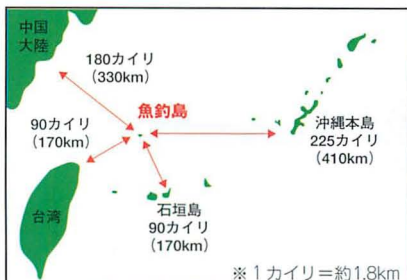 中国
大陸
180カイリ
(330km)
魚釣島
90カイリ
(170km)
沖縄本島
225カイリ
(410km)
台湾
石垣島
90カイリ
(170km)
※1カイリ=約1.8km